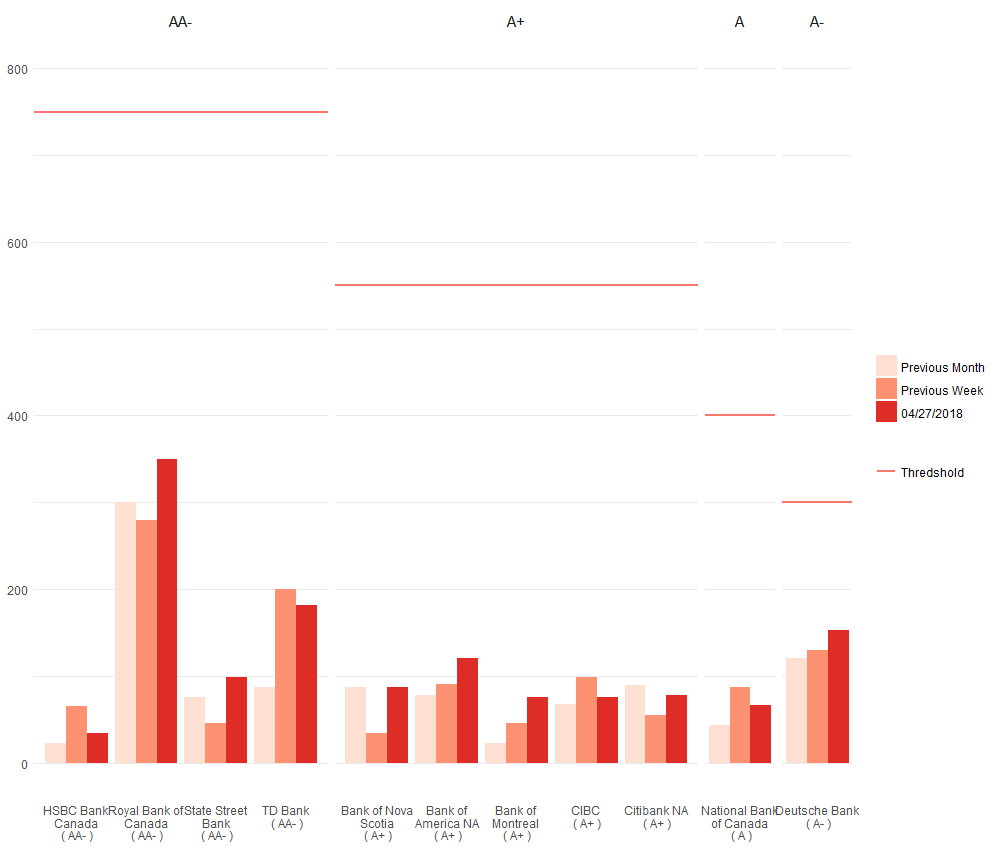 AA-
A+
A
A-
800
600
400
200
0
Previous Month
Previous Week
04/27/2018
Thredshold
HSBC Bank
Canada
( AA- )
Royal Bank of
Canada
( AA- )
State Street
Bank
( AA- )
TD Bank
( AA- )
Bank of Nova
Scotia
( A+ )
Bank of
America NA
( A+ )
Bank of
Montreal
( A+ )
CIBC
( A+ )
Citibank NA
( A+ )
National Bank
of Canada
( A )
Deutsche Bank
( A- )